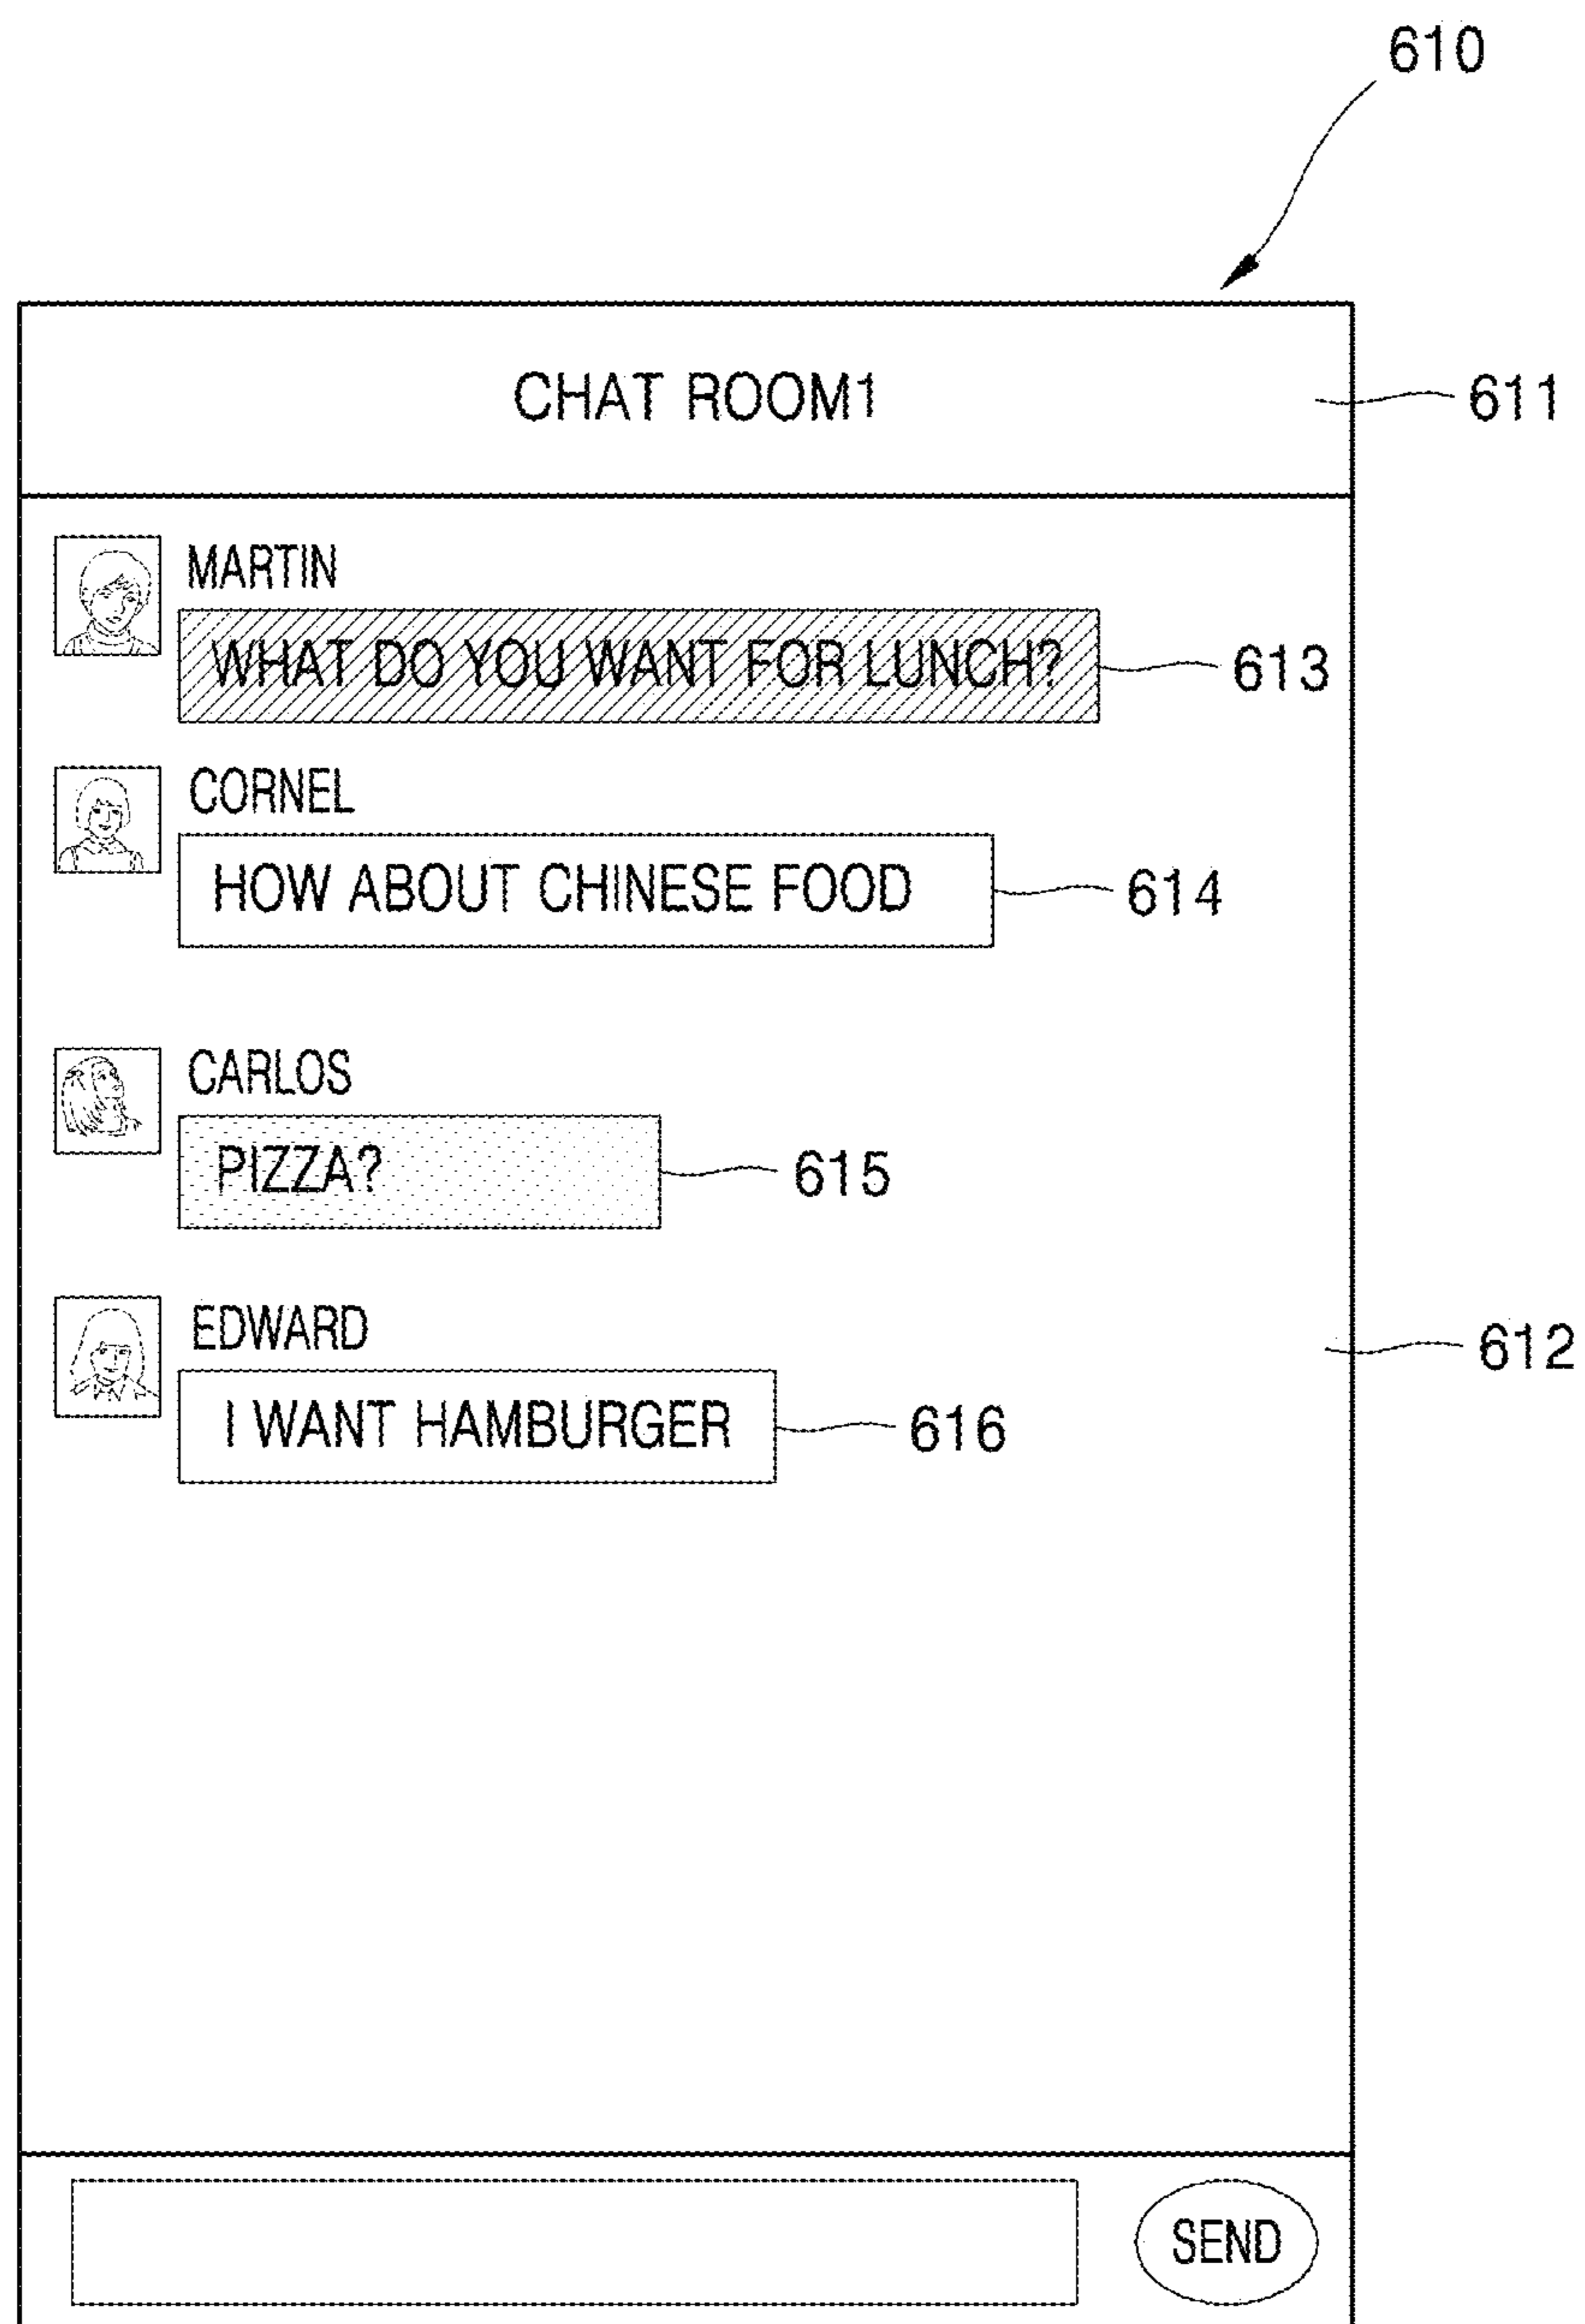 610
CHAT ROOM1
611
MARTIN
WHAT DO YOU WANT FOR LUNCH?
613
CORNEL
HOW ABOUT CHINESE FOOD
614
CARLOS
PIZZA?
615
EDWARD
612
I WANT HAMBURGER
616
SEND